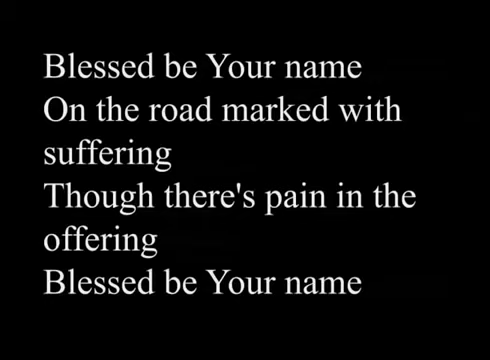 Blessed be Your name
On the road marked with
suffering
Though there's pain in the
offering
Blessed be Your name